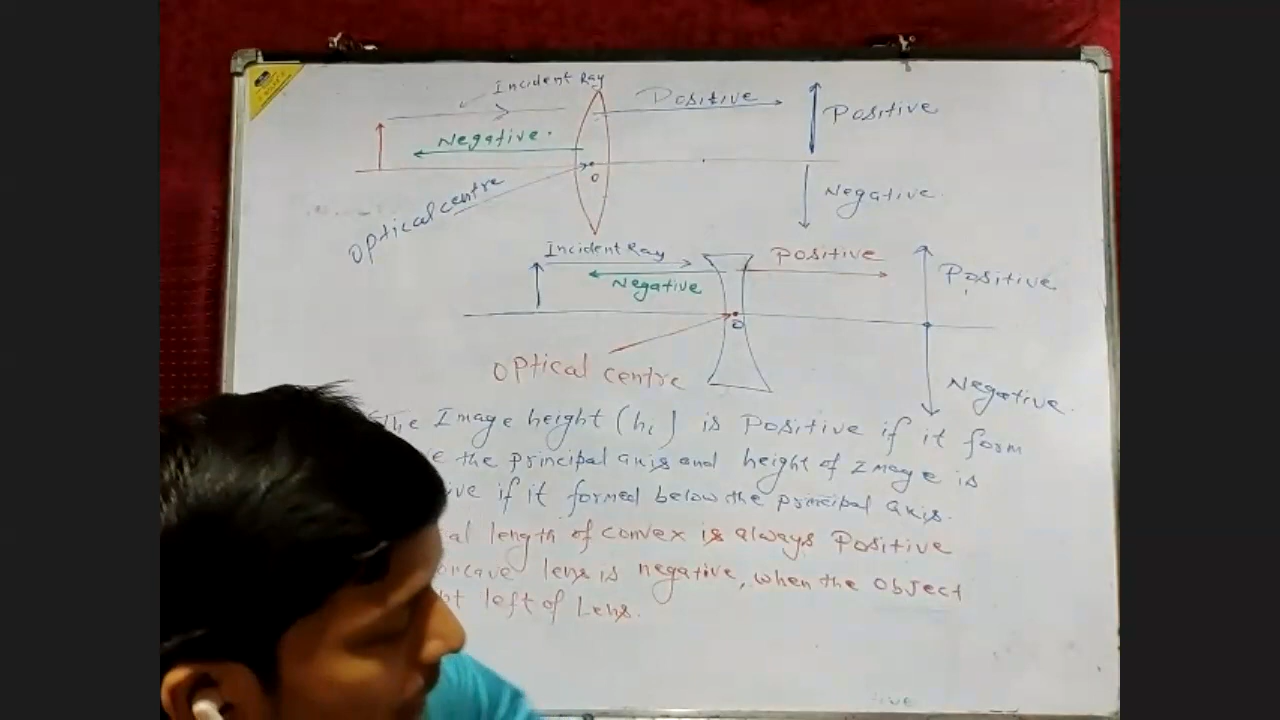 Incident Ray
Positive
Positive
Negative.
O
Optical centre
Negative.
Incident Ray
Positive
Negative
Positive
O
Optical centre
Negative.
The Image height (hi) is Positive if it form
the principal axis and height of Image is
ive if it formed below the principal axis.
al length of convex is always Positive
lens is negative, when the object
left of Lens.